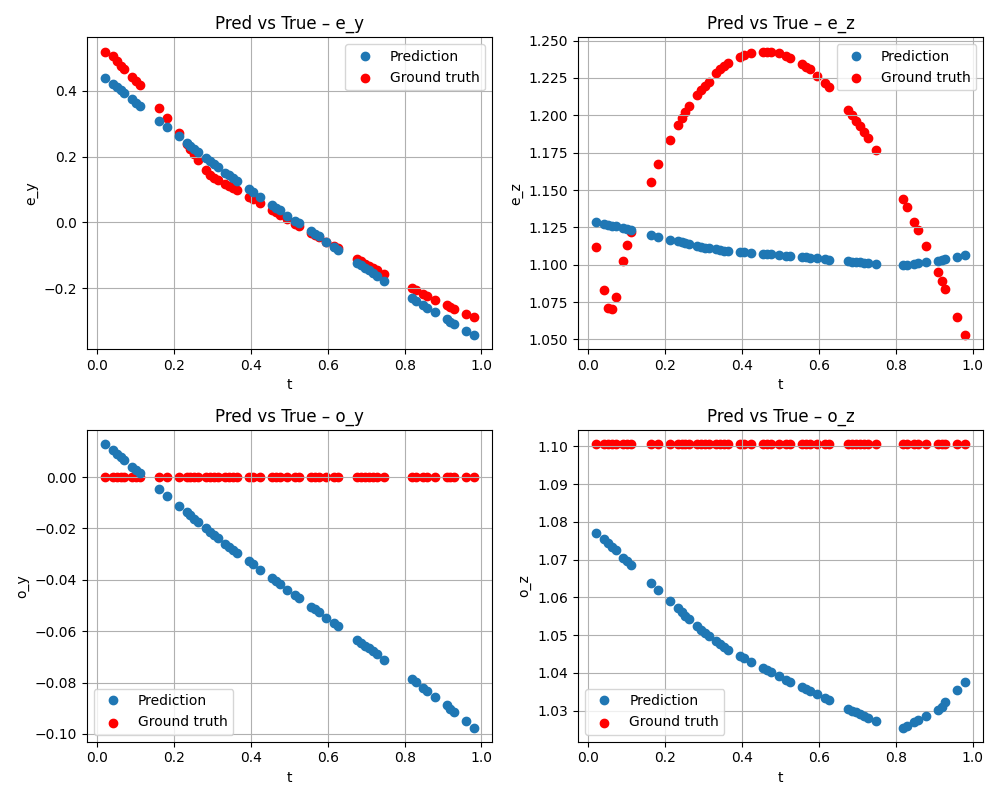 Pred vs True – e_y
e_y
0.4
0.2
0.0
−0.2
0.0
0.2
0.4
0.6
0.8
1.0
t
Prediction
Ground truth
Pred vs True – e_z
e_z
1.250
1.225
1.200
1.175
1.150
1.125
1.100
1.075
1.050
0.0
0.2
0.4
0.6
0.8
1.0
t
Prediction
Ground truth
Pred vs True – o_y
o_y
0.00
−0.02
−0.04
−0.06
−0.08
−0.10
0.0
0.2
0.4
0.6
0.8
1.0
t
Prediction
Ground truth
Pred vs True – o_z
o_z
1.10
1.09
1.08
1.07
1.06
1.05
1.04
1.03
0.0
0.2
0.4
0.6
0.8
1.0
t
Prediction
Ground truth